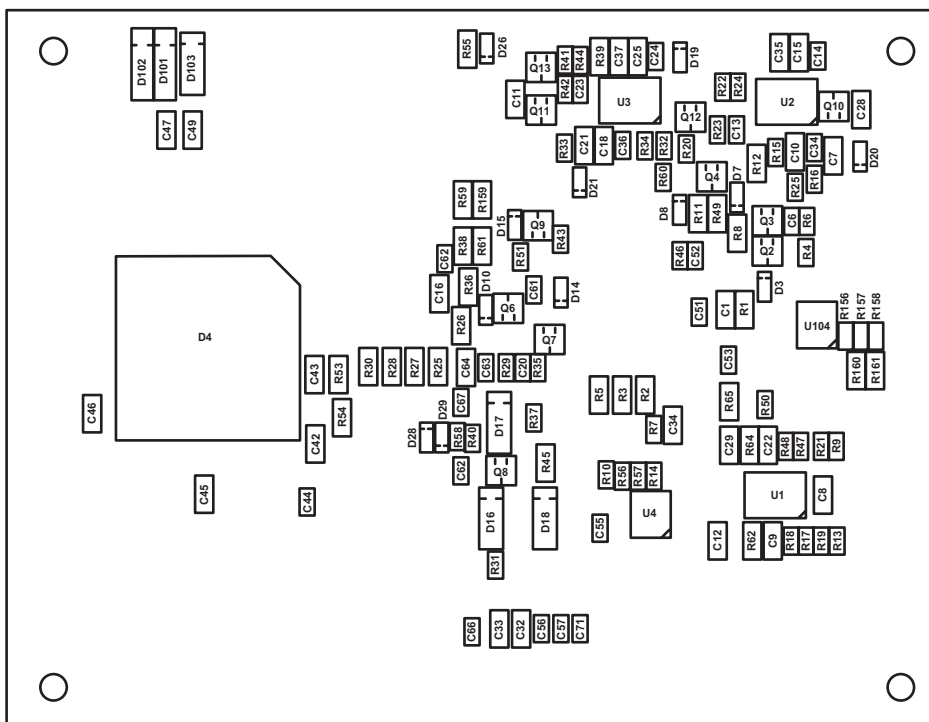 D102
D101
D103
C47
C49
R55
D26
Q13
R41
R44
R39
C37
C25
C24
D19
C11
R42
C23
Q11
U3
C35
C15
C14
R22
R24
U2
Q10
C28
Q12
R23
C13
R33
C21
C18
C36
R34
R32
R20
R12
R15
C10
C34
C7
D20
R60
Q4
D7
R25
R16
D21
R59
R159
D15
Q9
R43
D8
R11
R49
R8
Q3
C6
R6
Q2
R4
R38
R61
C62
R51
R46
C52
C16
R36
D10
Q6
C61
D14
D3
C51
C1
R1
R26
Q7
U104
R156
R157
R158
R160
R161
D4
C43
R53
R30
R28
R27
R25
C64
C63
R29
C20
R35
C53
C46
R54
C42
C67
D17
R37
R5
R3
R2
R7
C34
R65
R50
D28
D29
R58
R40
C62
Q8
R45
C29
R64
C22
R48
R47
R21
R9
R10
R56
R57
R14
U1
C8
C45
C44
D16
D18
U4
C55
C12
R62
C9
R18
R17
R19
R13
R31
C66
C33
C32
C56
C57
C71